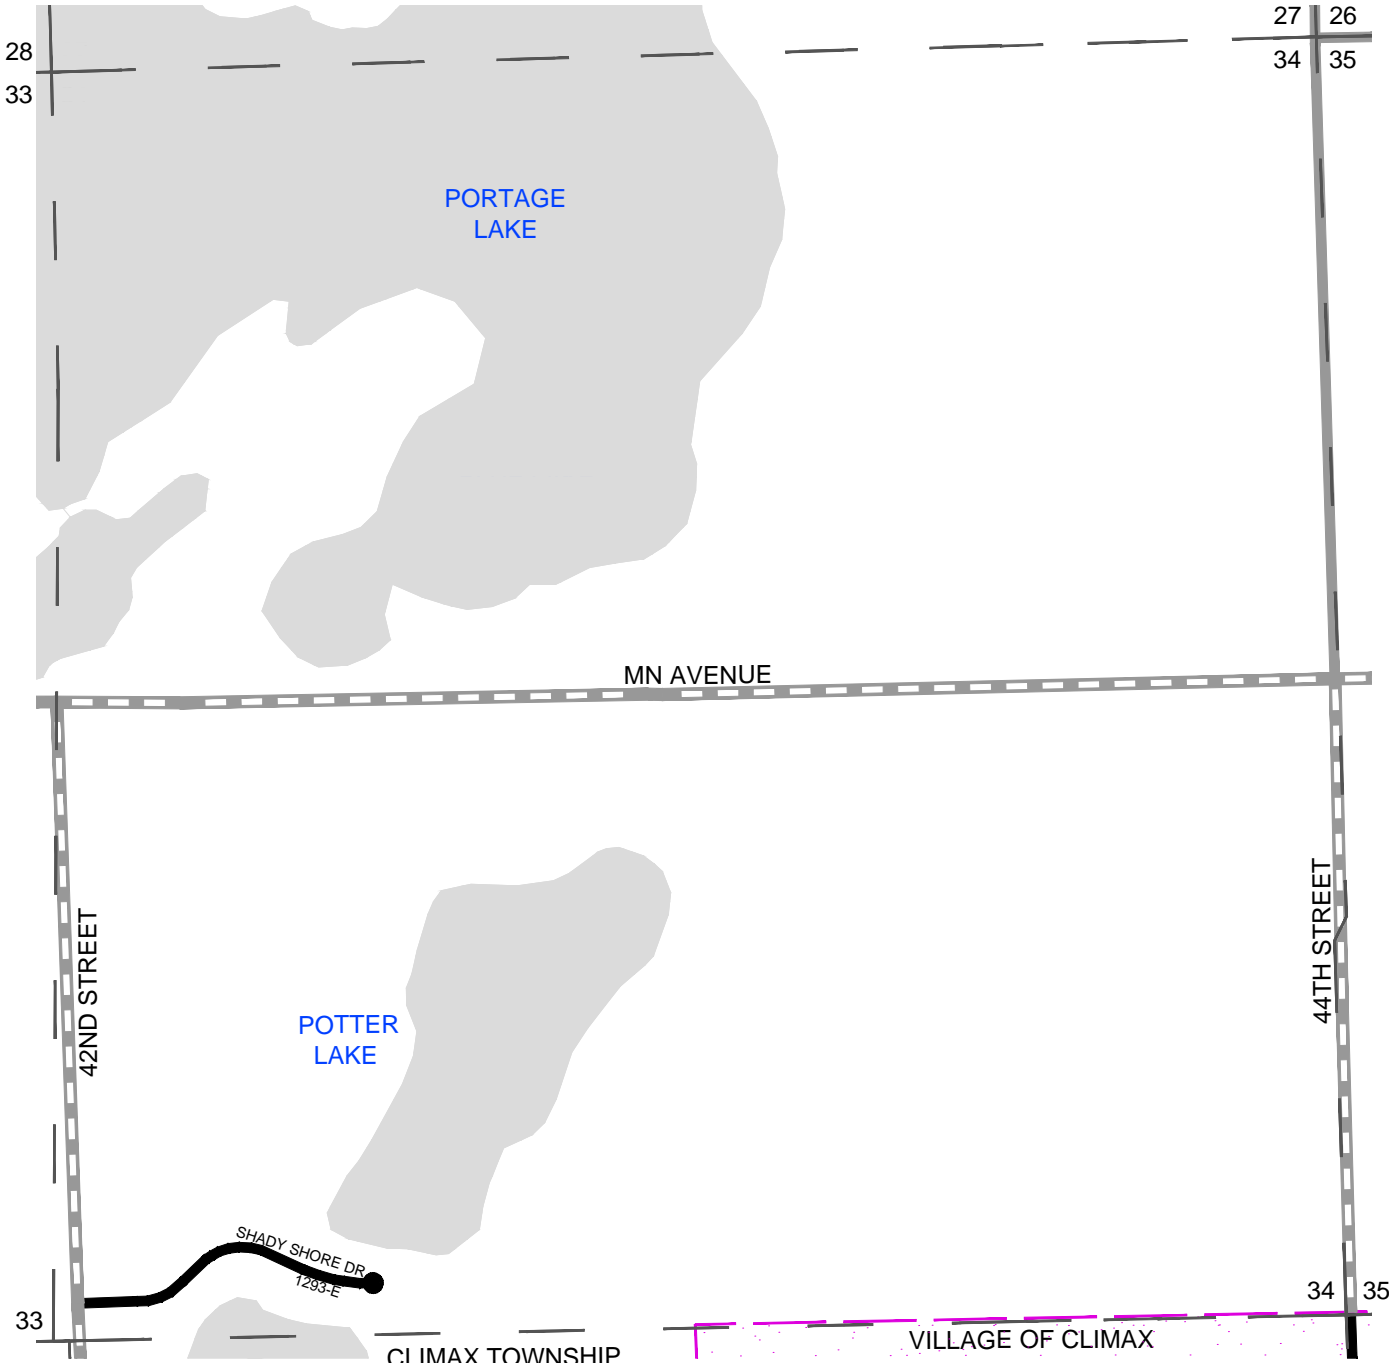 27 26
28
34 35
33
PORTAGE
LAKE
MN AVENUE
42ND STREET
44TH STREET
POTTER
LAKE
SHADY SHORE DR
1293-E
34 35
33
VILLAGE OF CLIMAX
CLIMAX TOWNSHIP